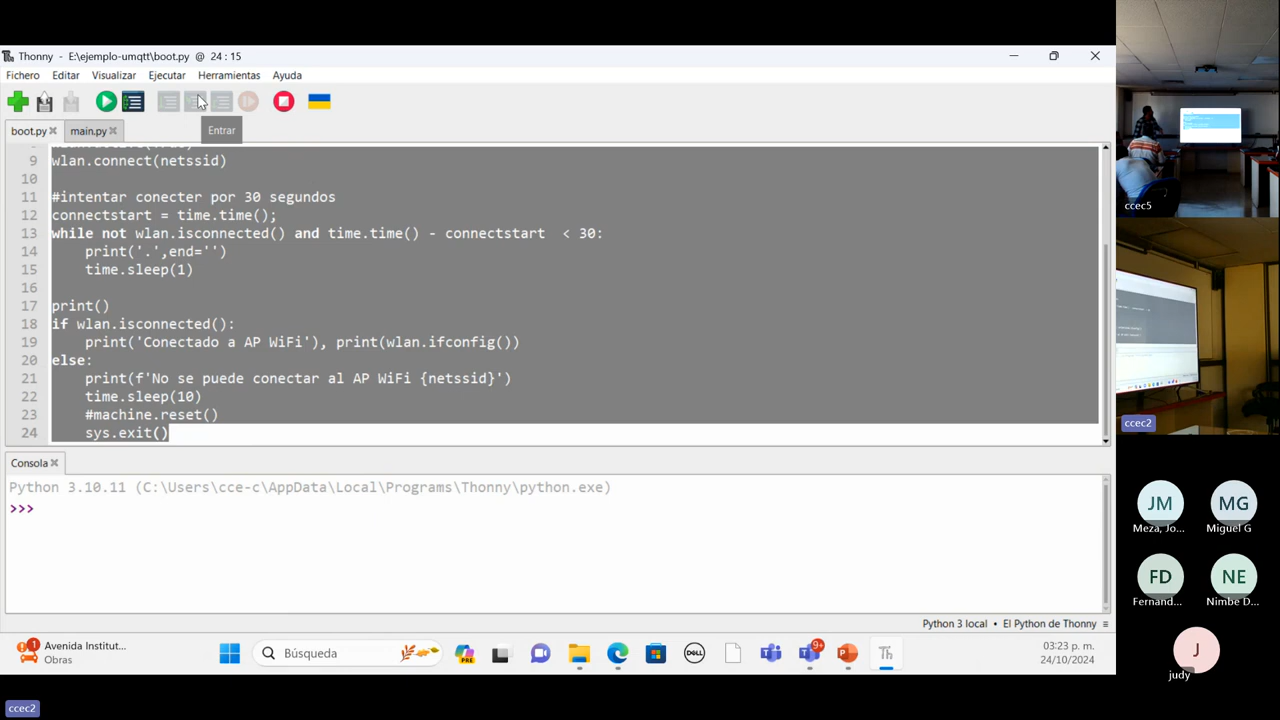 Thonny - E:\ejemplo-umqtt\boot.py @ 24 : 15
Fichero Editar Visualizar Ejecutar Herramientas Ayuda
Entrar
boot.py
main.py
9 wlan.connect(netssid)
10
11 #intentar conecter por 30 segundos
12 connectstart = time.time();
13 while not wlan.isconnected() and time.time() - connectstart < 30:
14 print('.',end='')
15 time.sleep(1)
16
17 print()
18 if wlan.isconnected():
19 print('Conectado a AP WiFi'), print(wlan.ifconfig())
20 else:
21 print(f'No se puede conectar al AP WiFi {netssid}')
22 time.sleep(10)
23 #machine.reset()
24 sys.exit()
Consola
Python 3.10.11 (C:\Users\cce-c\AppData\Local\Programs\Thonny\python.exe)
>>>
Python 3 local • El Python de Thonny
1
Avenida Institut...
Obras
Búsqueda
PRE
DELL
9+
Th
03:23 p. m.
24/10/2024
ccec5
ccec2
JM
Meza, Jo...
MG
Miguel G
FD
Fernand...
NE
Nimbe D...
J
judy
ccec2